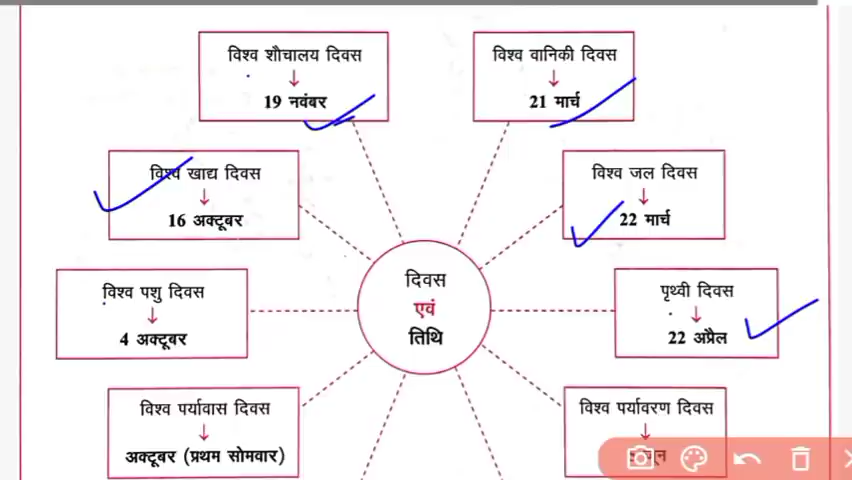 विश्व शौचालय दिवस
19 नवंबर
विश्व वानिकी दिवस
21 मार्च
विश्व खाद्य दिवस
16 अक्टूबर
विश्व जल दिवस
22 मार्च
विश्व पशु दिवस
4 अक्टूबर
दिवस
एवं
तिथि
पृथ्वी दिवस
22 अप्रैल
विश्व पर्यावास दिवस
अक्टूबर (प्रथम सोमवार)
विश्व पर्यावरण दिवस
जून